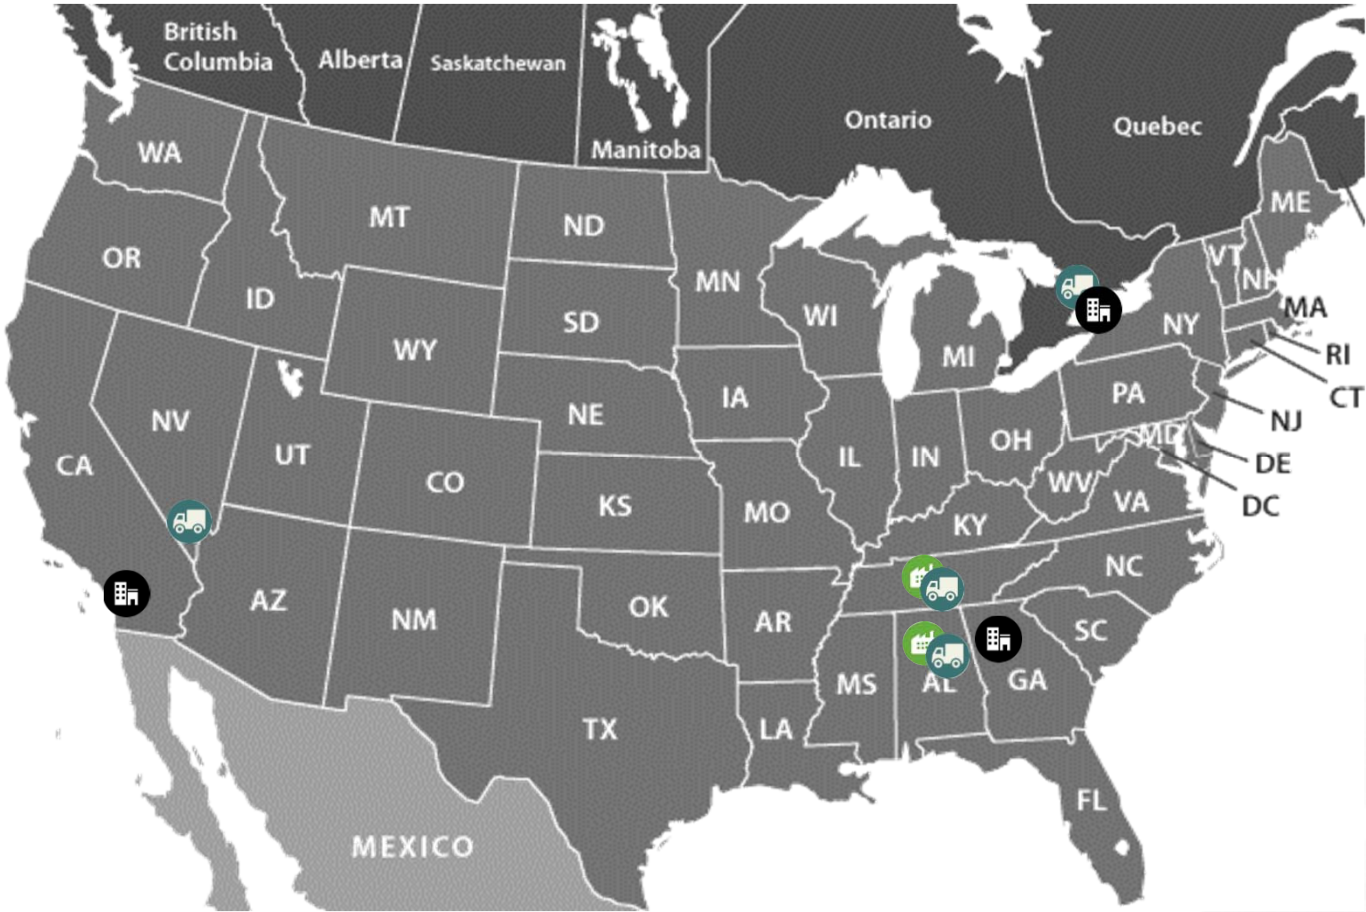 British
Columbia
Alberta
Saskatchewan
Manitoba
Ontario
Quebec
WA
MT
ND
MN
ME
VT
NH
OR
ID
SD
WI
MI
NY
MA
RI
CT
WY
IA
PA
NJ
NV
NE
OH
MD
DE
CA
UT
CO
IL
IN
WV
VA
DC
KS
MO
KY
AZ
NM
OK
AR
NC
SC
MS
AL
GA
TX
LA
FL
MEXICO